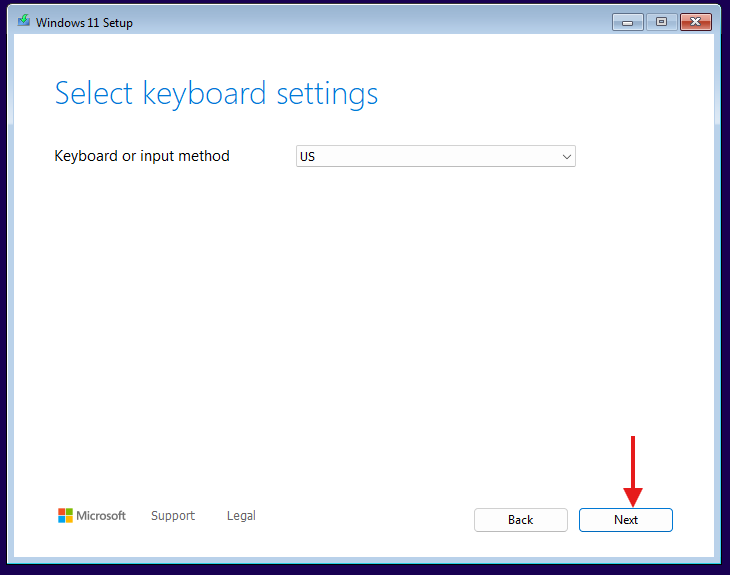 Windows 11 Setup
Select keyboard settings
Keyboard or input method US
Microsoft Support Legal Back Next